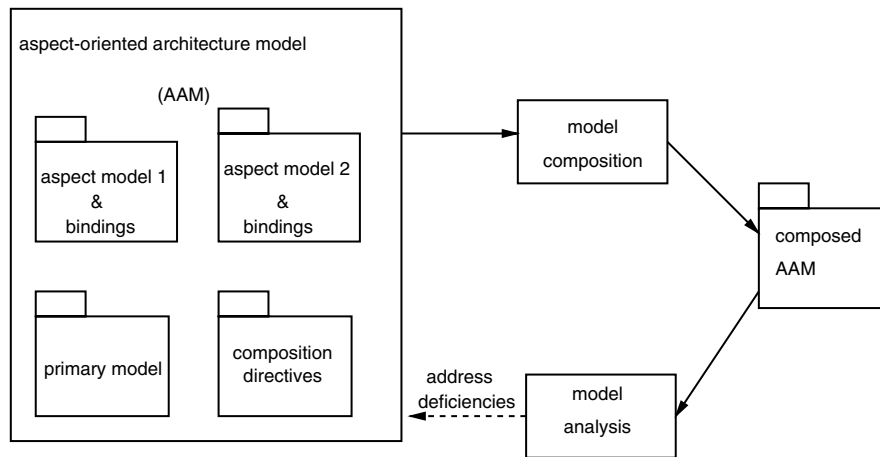 aspect-oriented architecture model
(AAM)
aspect model 1
&
bindings
aspect model 2
&
bindings
primary model
composition
directives
model
composition
composed
AAM
model
analysis
address
deficiencies